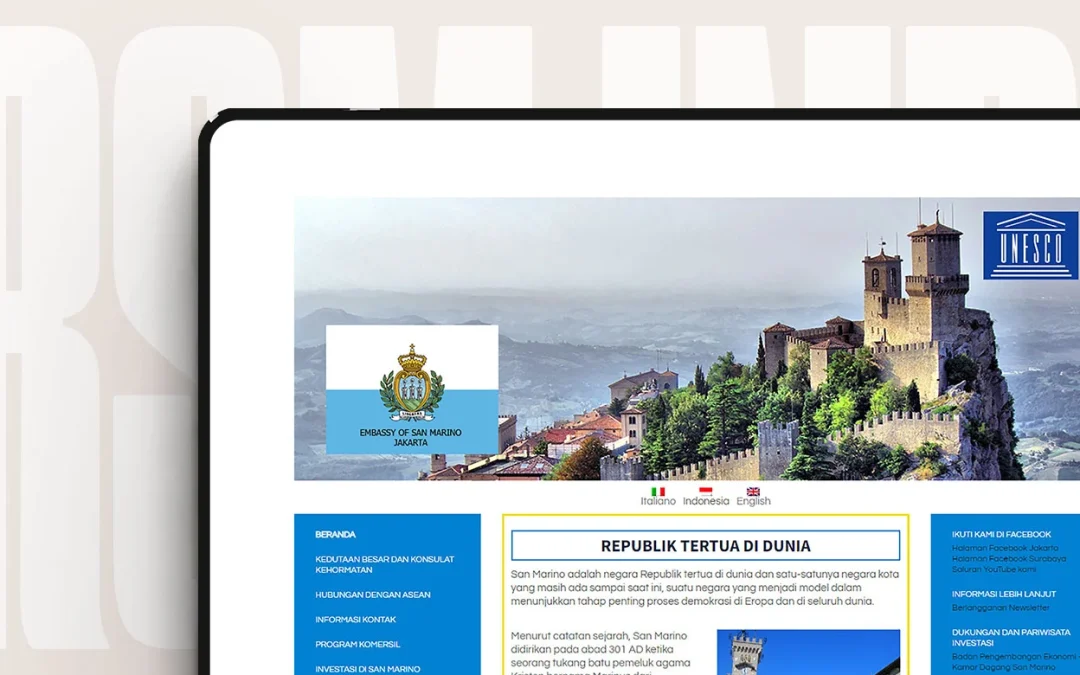 RSM IND
UNESCO
LIBERTAS
EMBASSY OF SAN MARINO
JAKARTA
Italiano Indonesia English
BERANDA
KEDUTAAN BESAR DAN KONSULAT
KEHORMATAN
HUBUNGAN DENGAN ASEAN
INFORMASI KONTAK
PROGRAM KOMERSIL
INVESTASI DI SAN MARINO
REPUBLIK TERTUA DI DUNIA
San Marino adalah negara Republik tertua di dunia dan satu-satunya negara kota
yang masih ada sampai saat ini, suatu negara yang menjadi model dalam
menunjukkan tahap penting proses demokrasi di Eropa dan di seluruh dunia.
Menurut catatan sejarah, San Marino
didirikan pada abad 301 AD ketika
seorang tukang batu pemeluk agama
Kristen bernama Marinus dari
IKUTI KAMI DI FACEBOOK
Halaman Facebook Jakarta
Halaman Facebook Surabaya
Saluran YouTube kami
INFORMASI LEBIH LANJUT
Berlangganan Newsletter
DUKUNGAN DAN PARIWISATA
INVESTASI
Badan Pengembangan Ekonomi -
Kamar Dagang San Marino